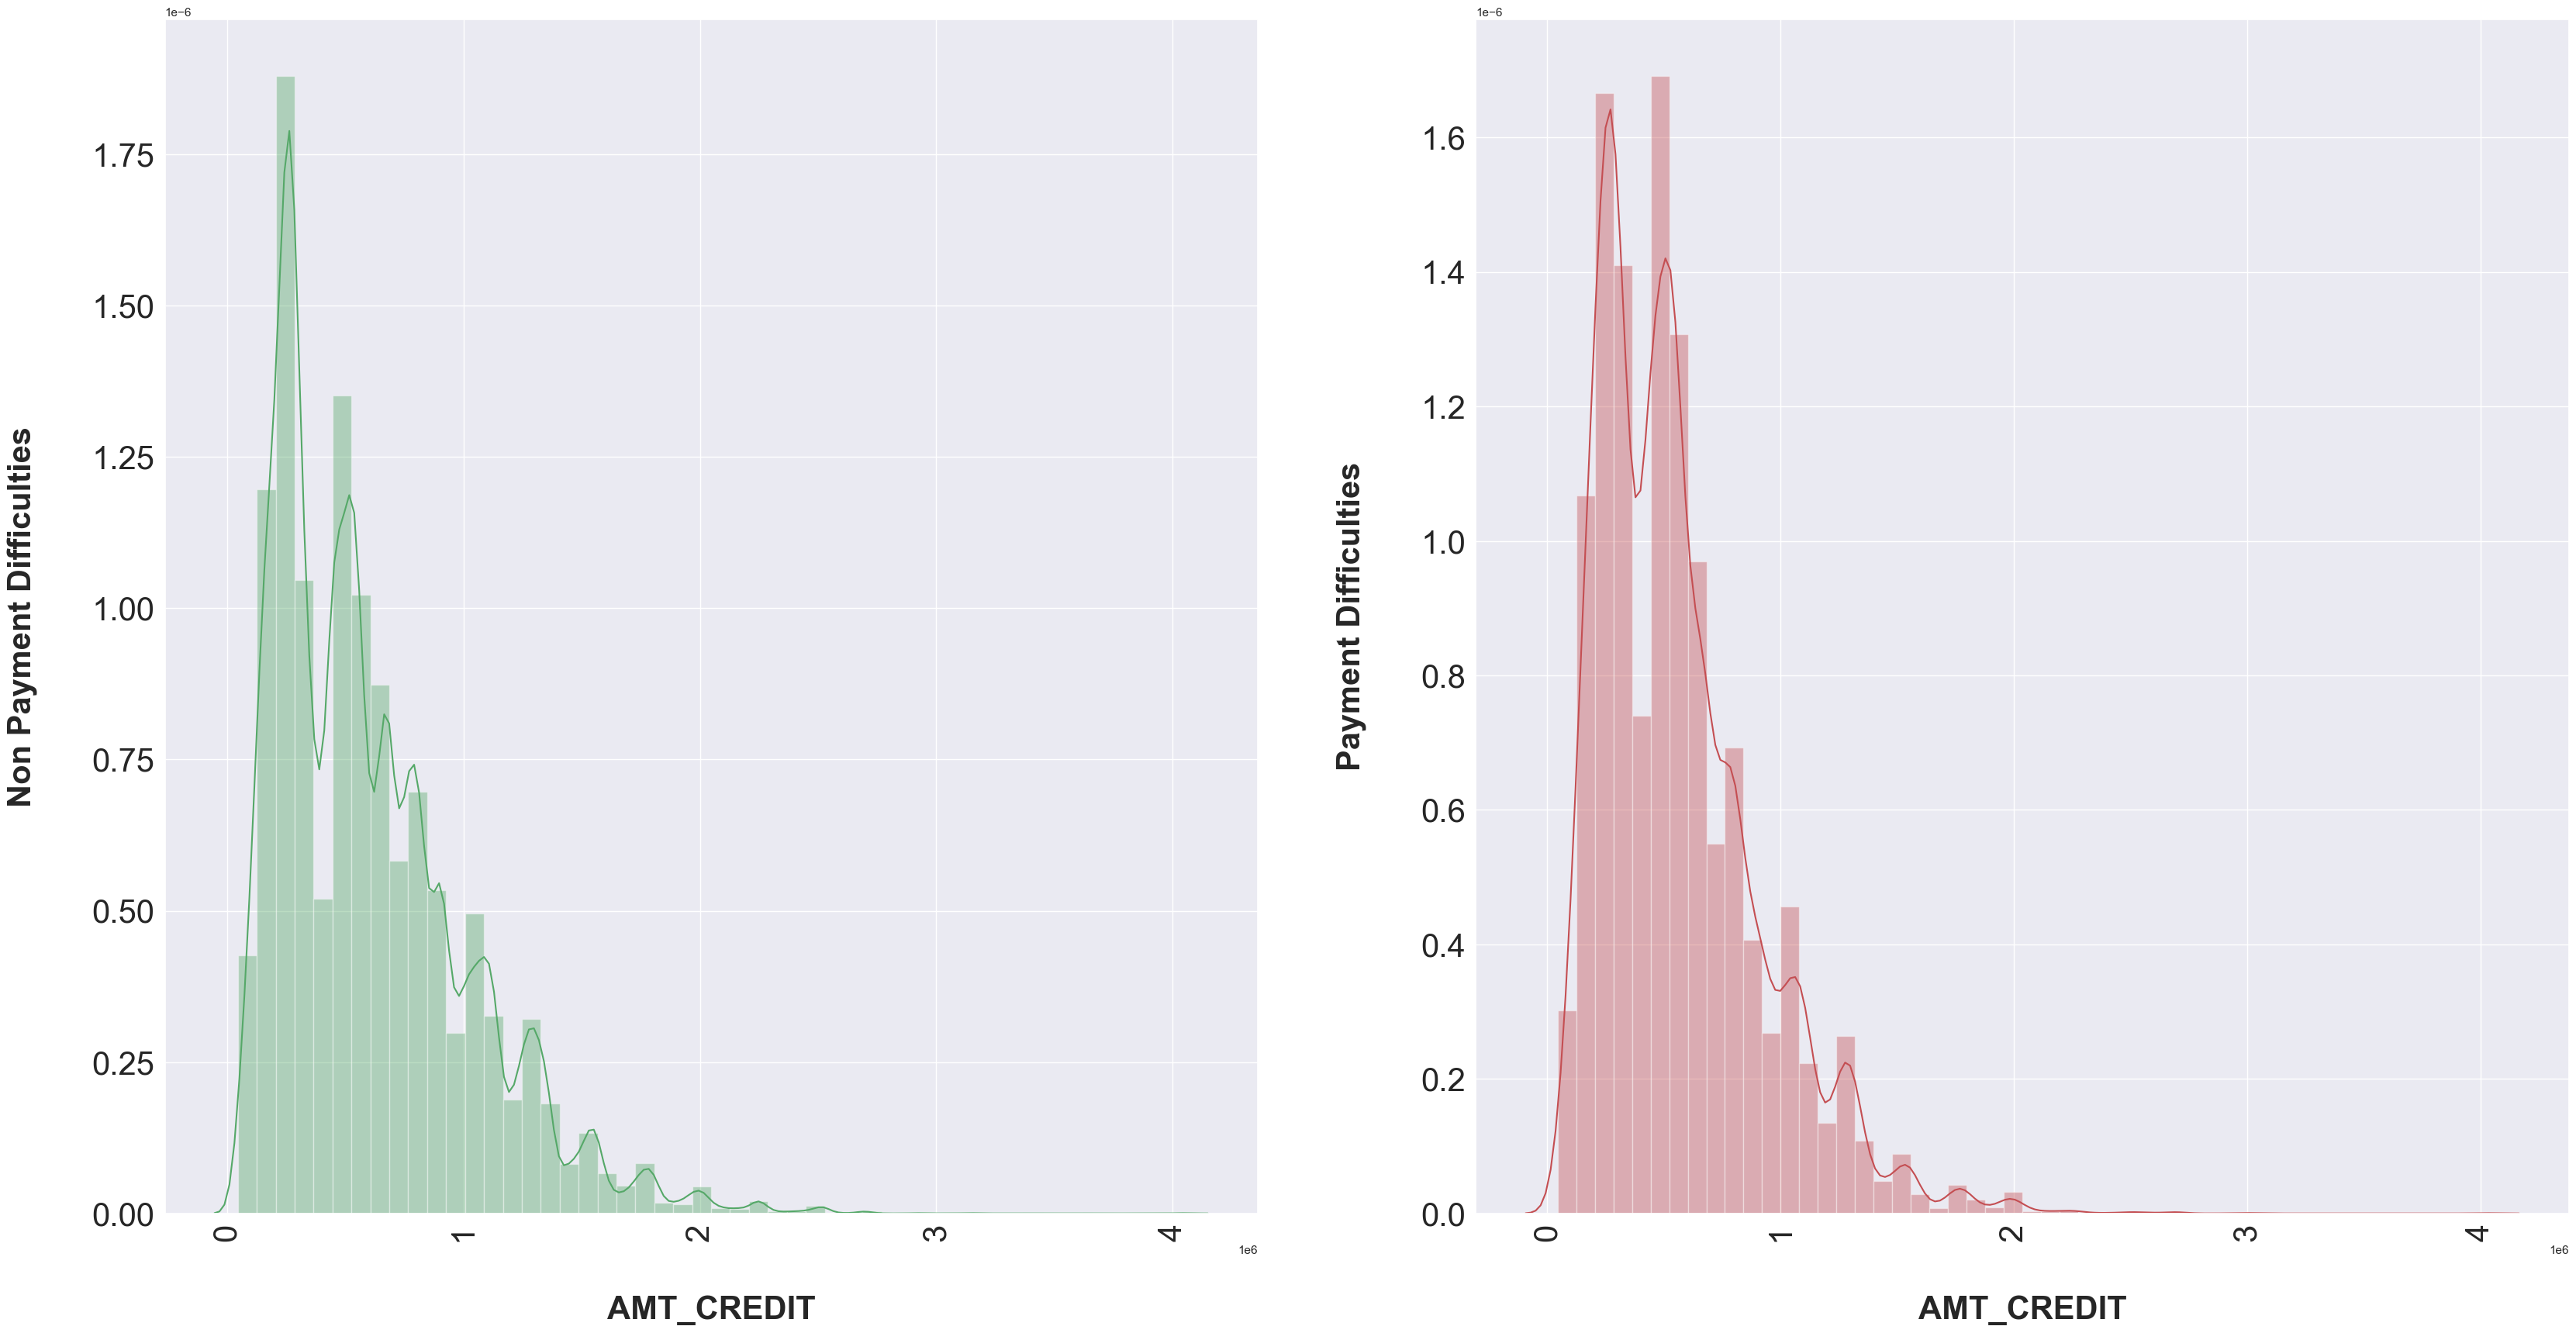 1e−6
1.75
1.50
1.25
1.00
0.75
0.50
0.25
0.00
Non Payment Difficulties
0 1 2 3 4
1e6
AMT_CREDIT
1e−6
1.6
1.4
1.2
1.0
0.8
0.6
0.4
0.2
0.0
Payment Difficulties
0 1 2 3 4
1e6
AMT_CREDIT